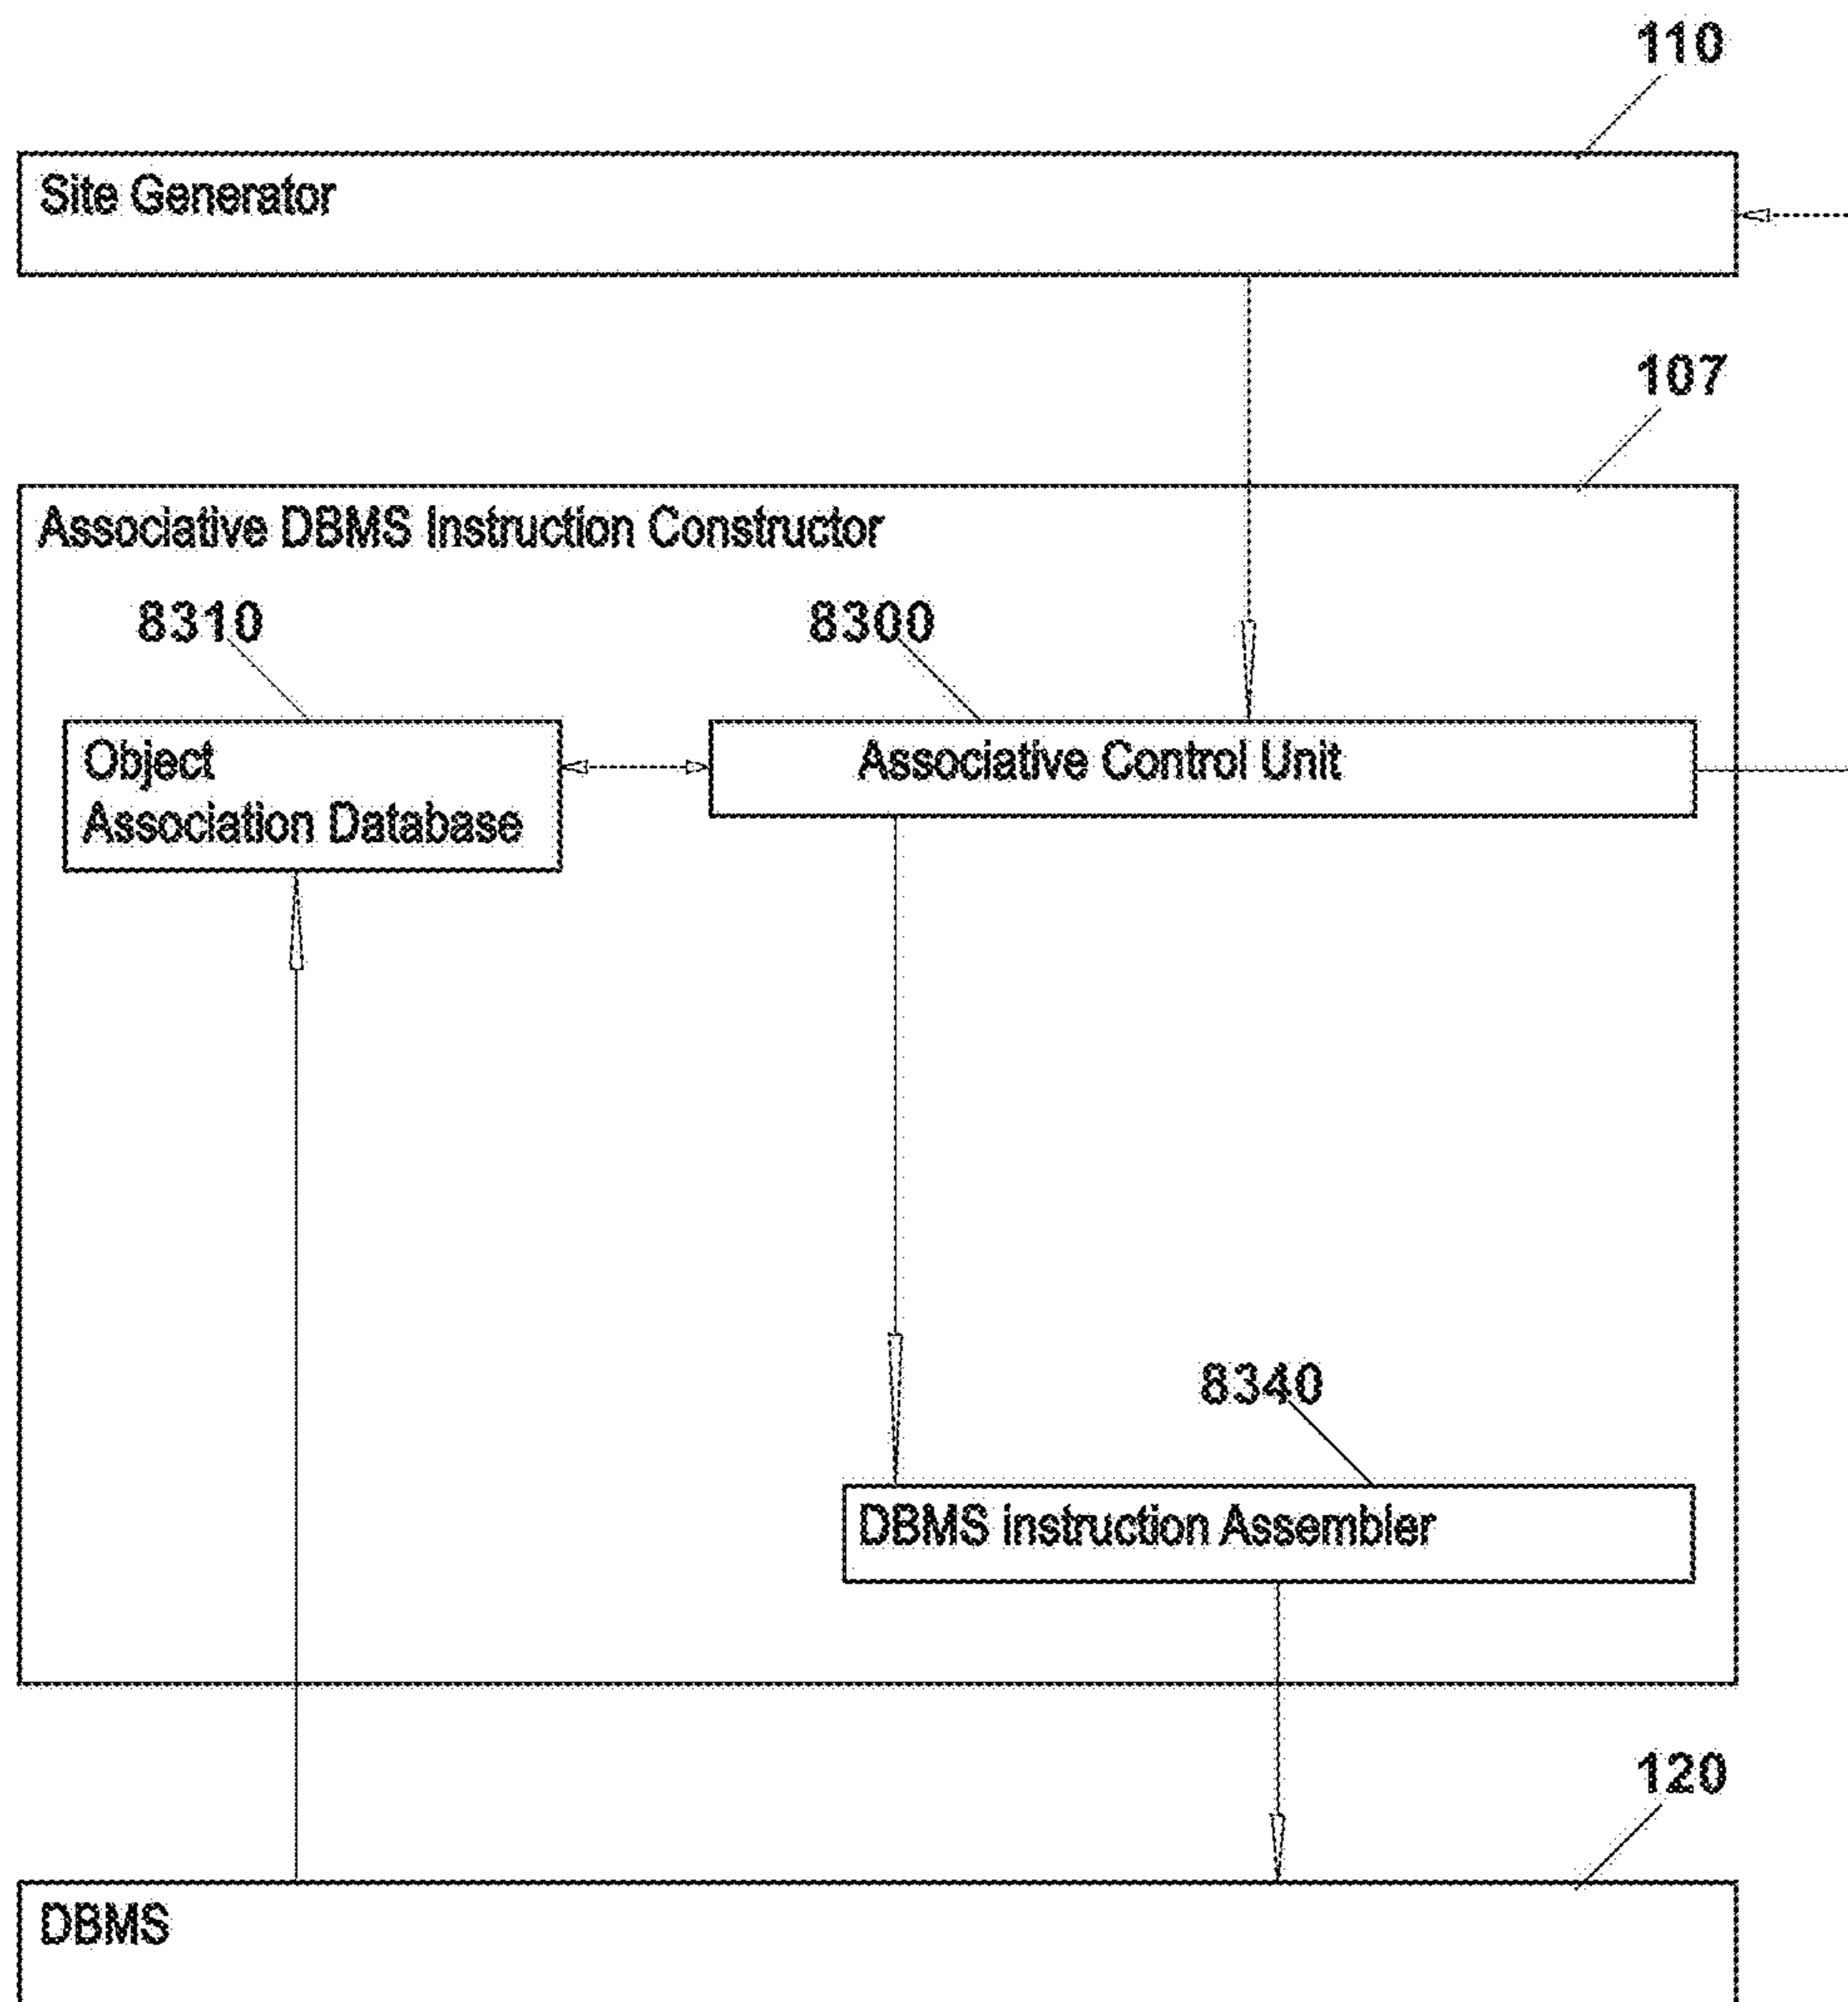 110
Site Generator
107
Associative DBMS Instruction Constructor
8310
8300
Object
Association Database
Associative Control Unit
8340
DBMS Instruction Assembler
120
DBMS